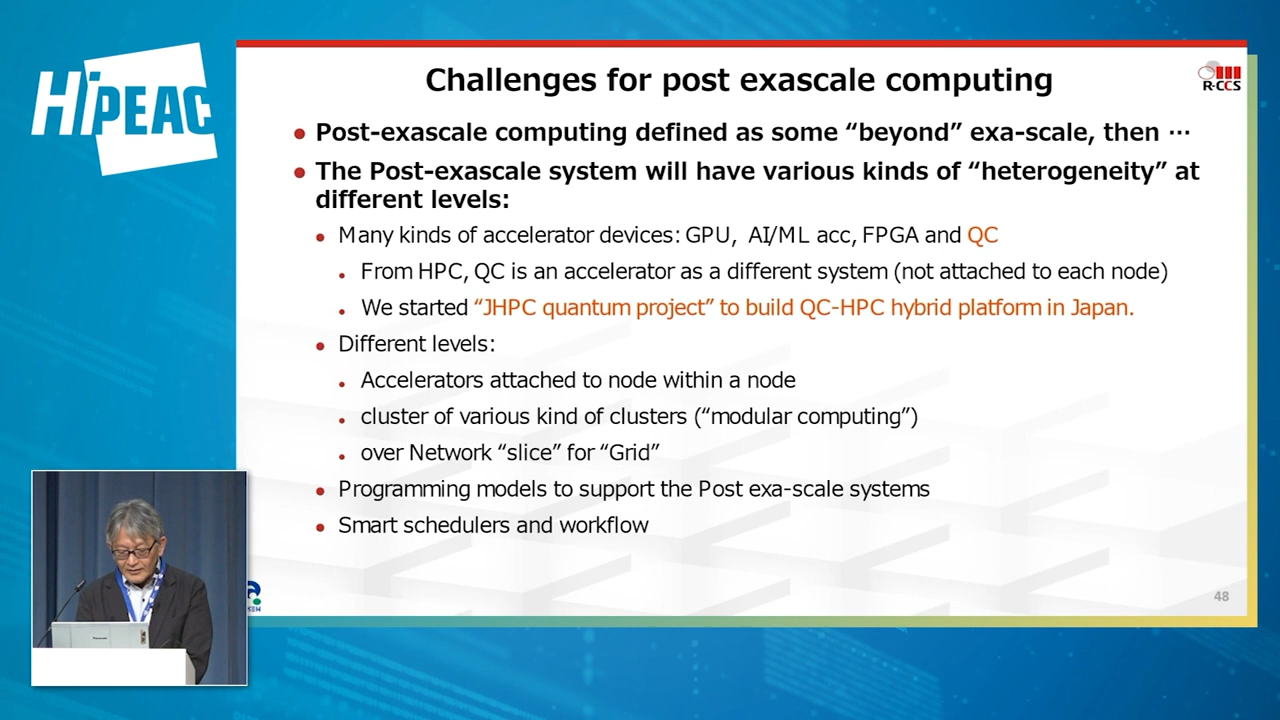 HiPEAC
Challenges for post exascale computing
R-CCS
● Post-exascale computing defined as some “beyond” exa-scale, then ⋯
● The Post-exascale system will have various kinds of “heterogeneity” at
different levels:
● Many kinds of accelerator devices: GPU, AI/ML acc, FPGA and QC
● From HPC, QC is an accelerator as a different system (not attached to each node)
● We started “JHPC quantum project” to build QC-HPC hybrid platform in Japan.
● Different levels:
● Accelerators attached to node within a node
● cluster of various kind of clusters (“modular computing”)
● over Network “slice” for “Grid”
● Programming models to support the Post exa-scale systems
● Smart schedulers and workflow
48
Panasonic